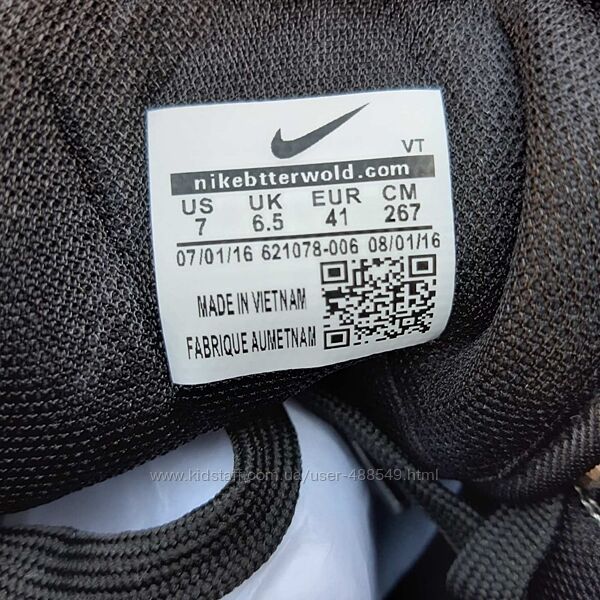 VT
nikebtterwold.com
US UK EUR CM
7 6.5 41 267
07/01/16 621078-006 08/01/16
MADE IN VIETNAM
FABRIQUE AUMETNAM
www.kidstaff.com.ua/user-488549.html